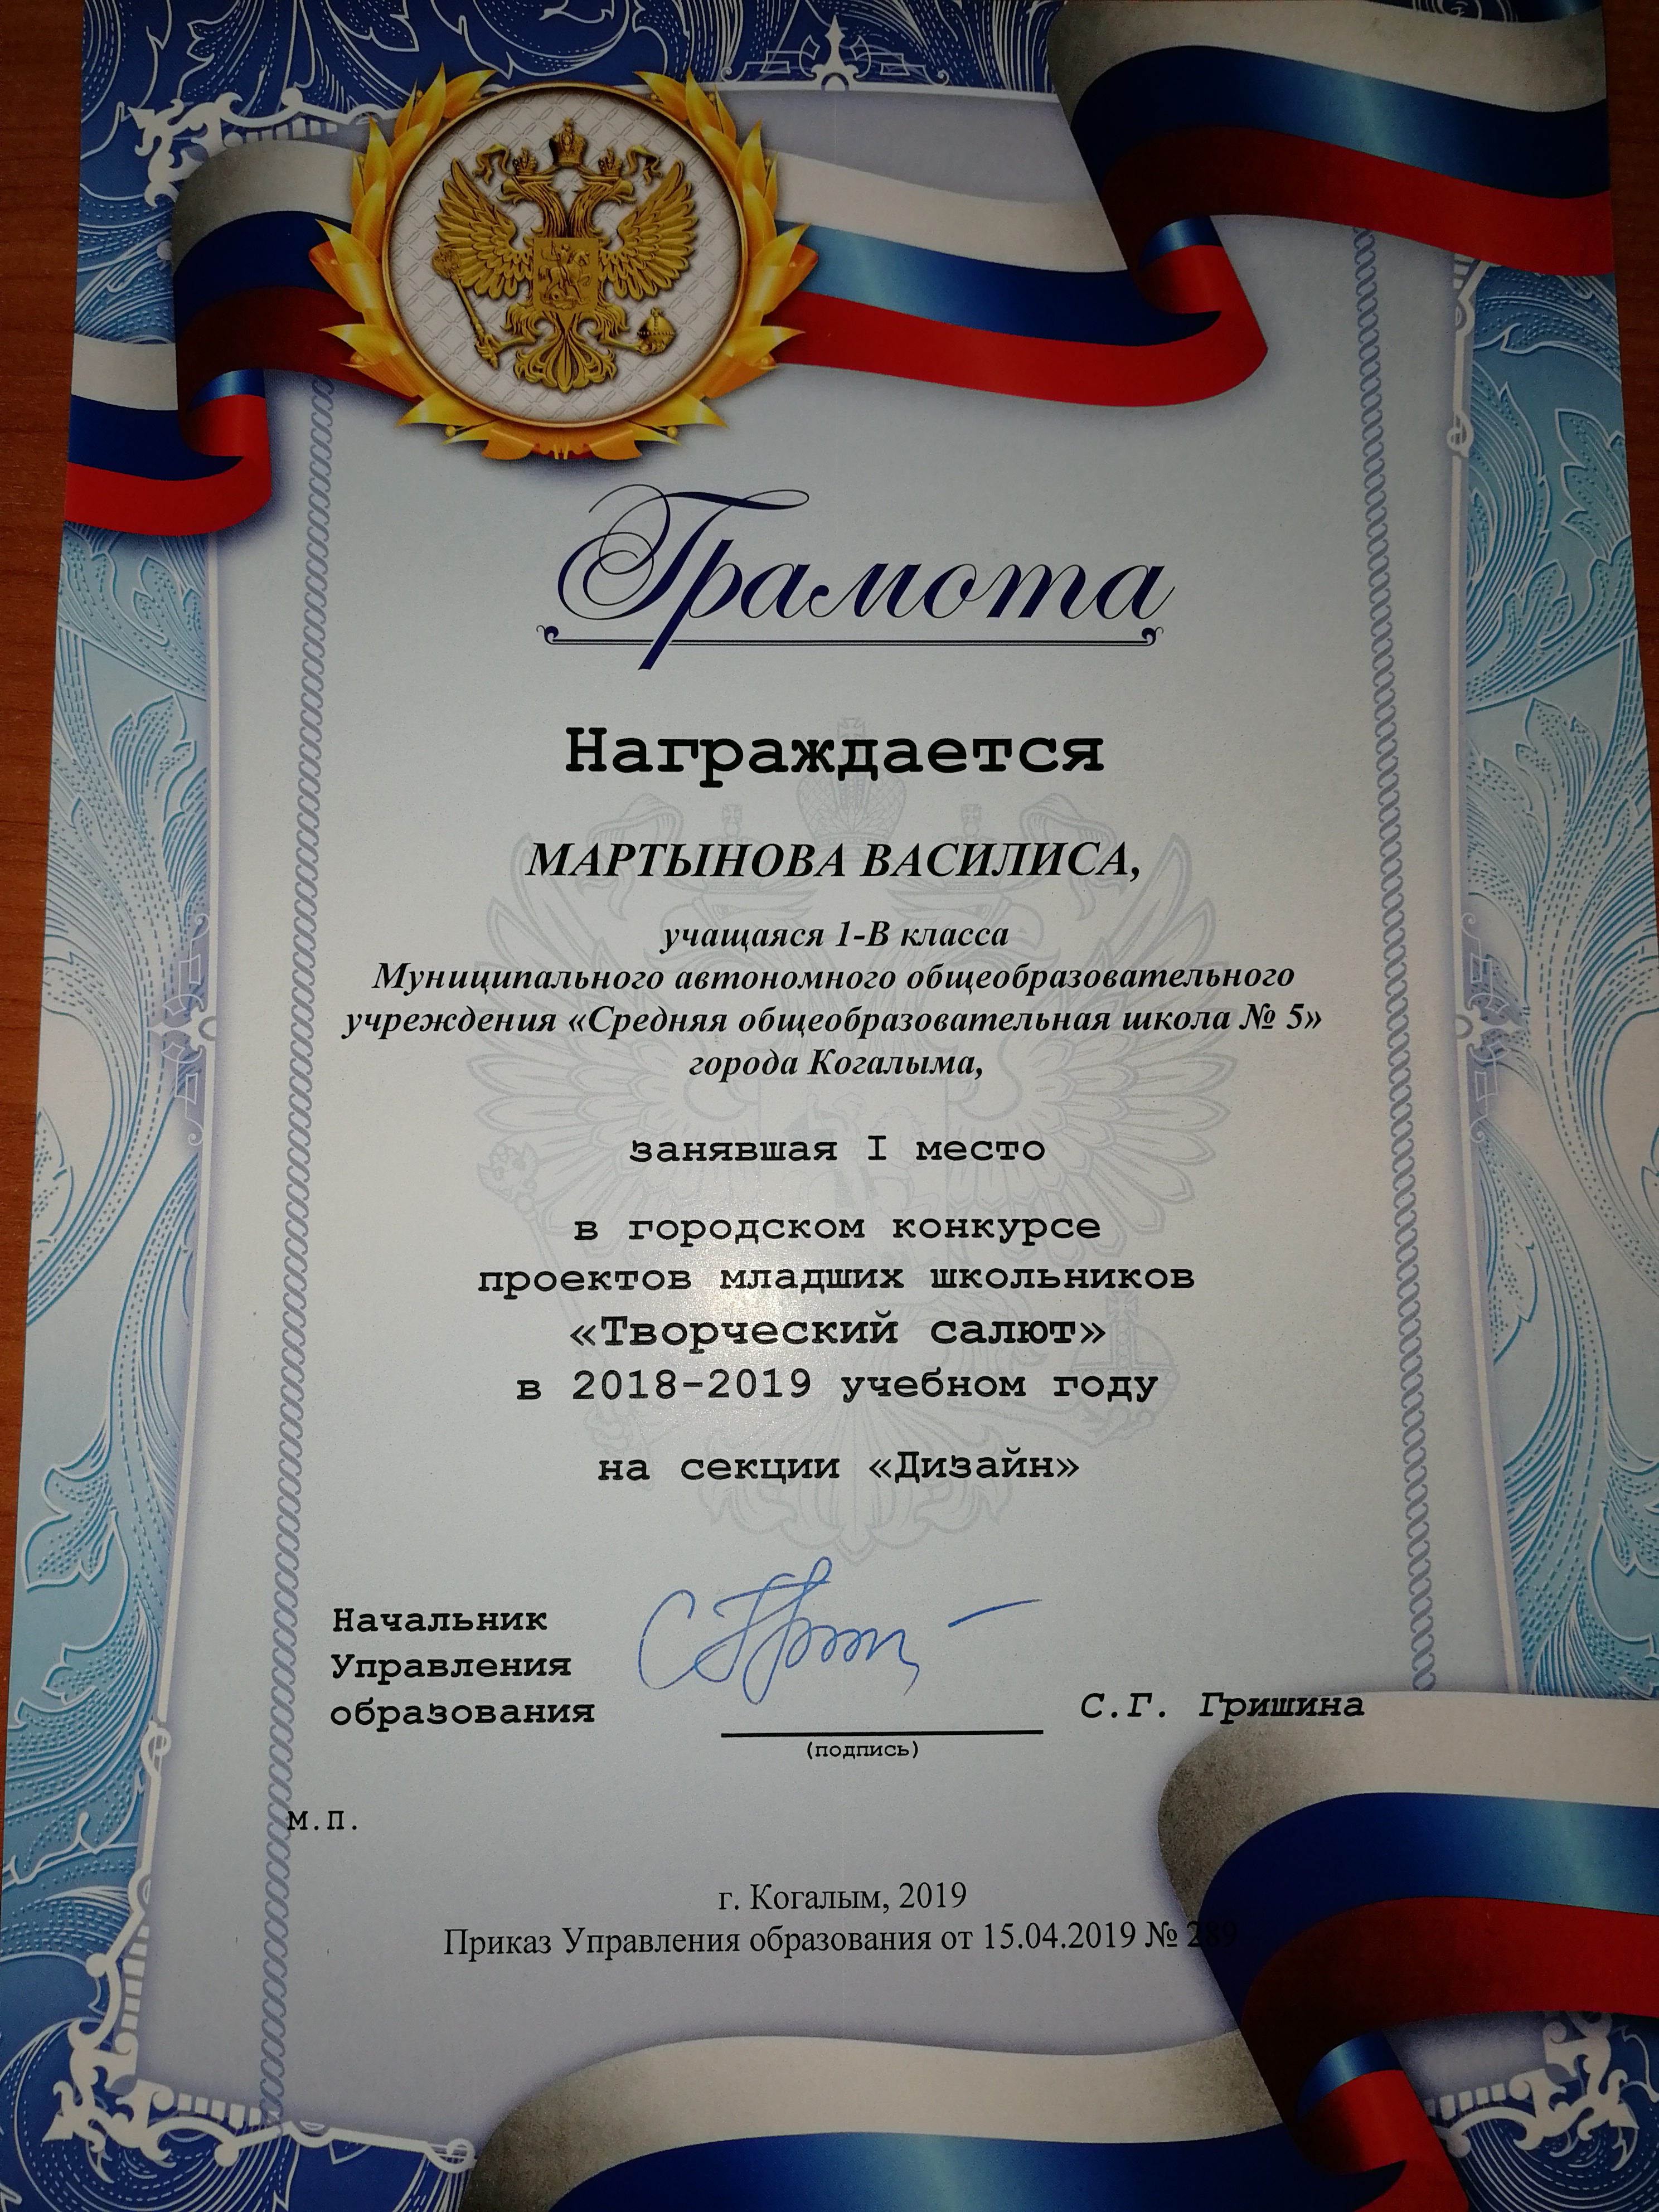 Грамота
Награждается
МАРТЫНОВА ВАСИЛИСА,
учащаяся 1-В класса
Муниципального автономного общеобразовательного
учреждения «Средняя общеобразовательная школа № 5»
города Когалыма,
занявшая I место
в городском конкурсе
проектов младших школьников
«Творческий салют»
в 2018-2019 учебном году
на секции «Дизайн»
Начальник
Управления
образования
С.Г. Гришина
(подпись)
м.п.
г. Когалым, 2019
Приказ Управления образования от 15.04.2019 № 289